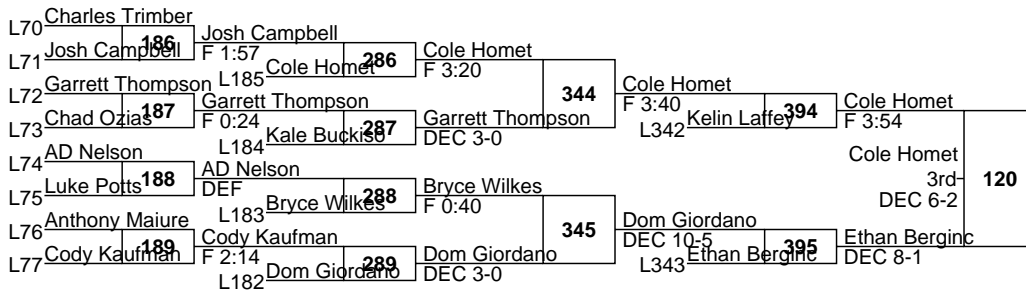 Charles Trimber
L70
186
Josh Campbell
L71
Josh Campbell
F 1:57
286
L185
Cole Homet
Cole Homet
F 3:20
Garrett Thompson
L72
187
Chad Ozias
L73
Garrett Thompson
F 0:24
287
L184
Kale Buckiso
Garrett Thompson
DEC 3-0
344
Cole Homet
F 3:40
394
L342
Kelin Laffey
Cole Homet
F 3:54
AD Nelson
L74
188
Luke Potts
L75
AD Nelson
DEF
288
L183
Bryce Wilkes
Bryce Wilkes
F 0:40
Anthony Maiure
L76
189
Cody Kaufman
L77
Cody Kaufman
F 2:14
289
L182
Dom Giordano
Dom Giordano
DEC 3-0
345
Dom Giordano
DEC 10-5
395
L343
Ethan Berginc
Ethan Berginc
DEC 8-1
Cole Homet
3rd
DEC 6-2
120